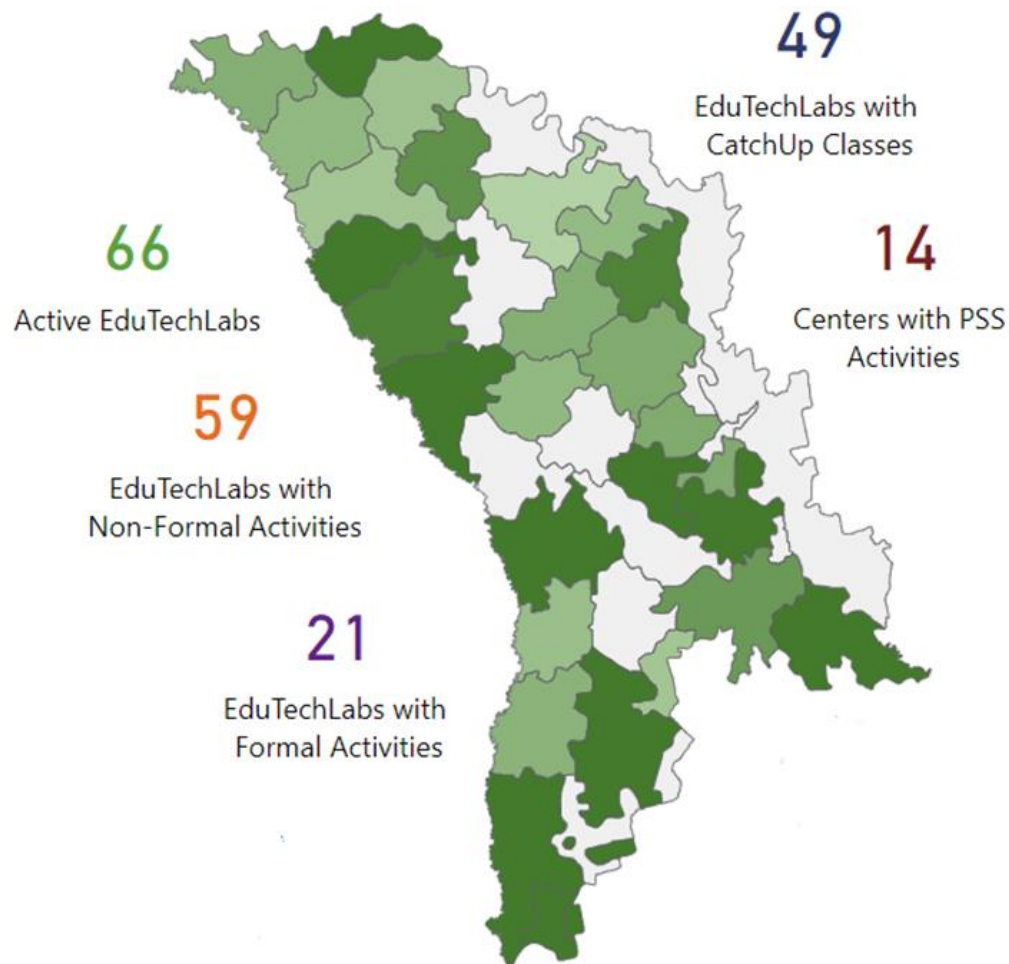 49
EduTechLabs with
CatchUp Classes
66
Active EduTechLabs
14
Centers with PSS
Activities
59
EduTechLabs with
Non-Formal Activities
21
EduTechLabs with
Formal Activities